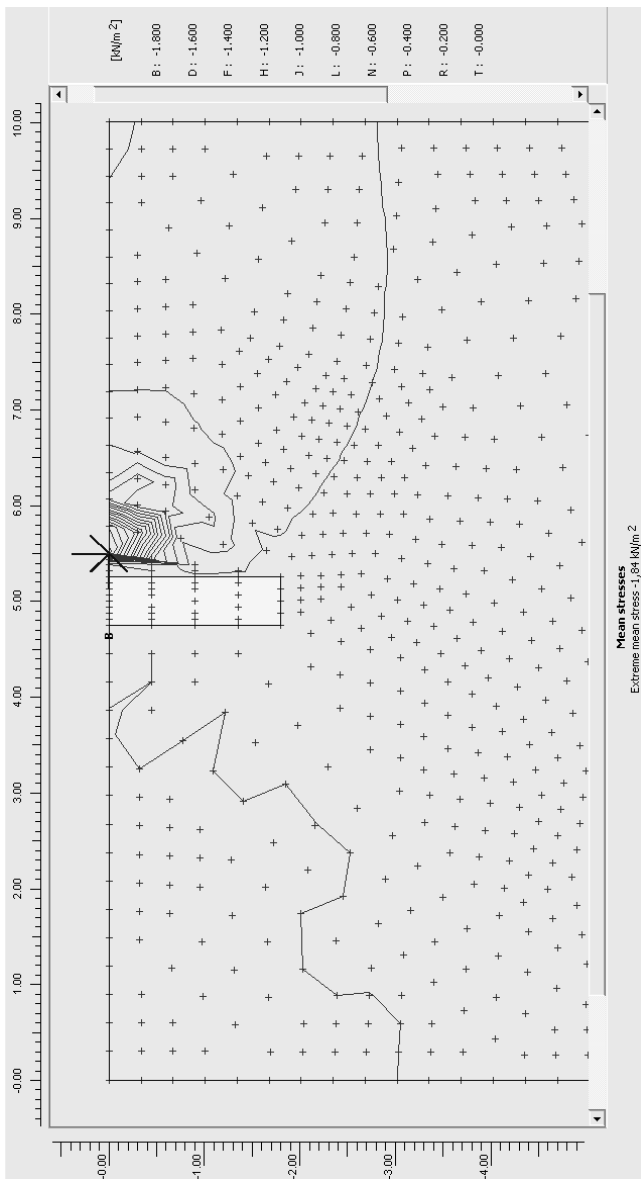 -0.00 1.00 2.00 3.00 4.00 5.00 6.00 7.00 8.00 9.00 10.00
-0.00
-1.00
-2.00
-3.00
-4.00
B
[kN/m 2
B : -1.800
D : -1.600
F : -1.400
H : -1.200
J : -1.000
L : -0.800
N : -0.600
P : -0.400
R : -0.200
T : -0.000
Mean stresses
Extreme mean stress -1,84 kN/m 2